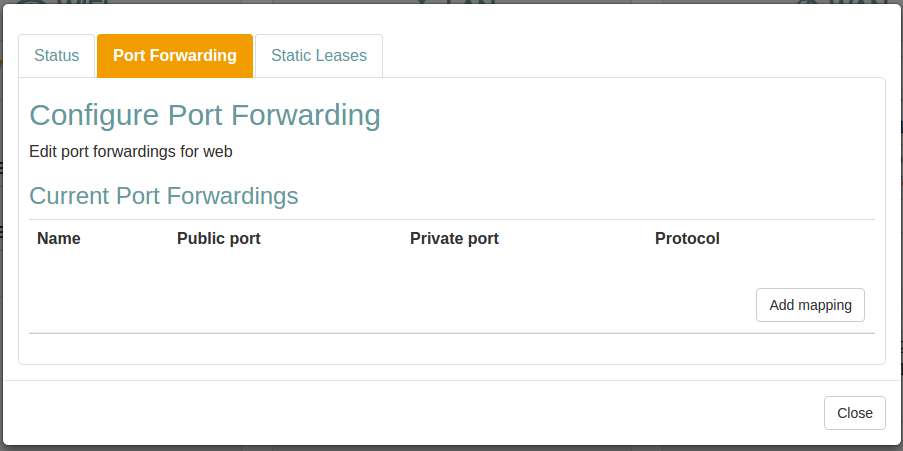 Status Port Forwarding Static Leases
Configure Port Forwarding
Edit port forwardings for web
Current Port Forwardings
Name Public port Private port Protocol
Add mapping
Close